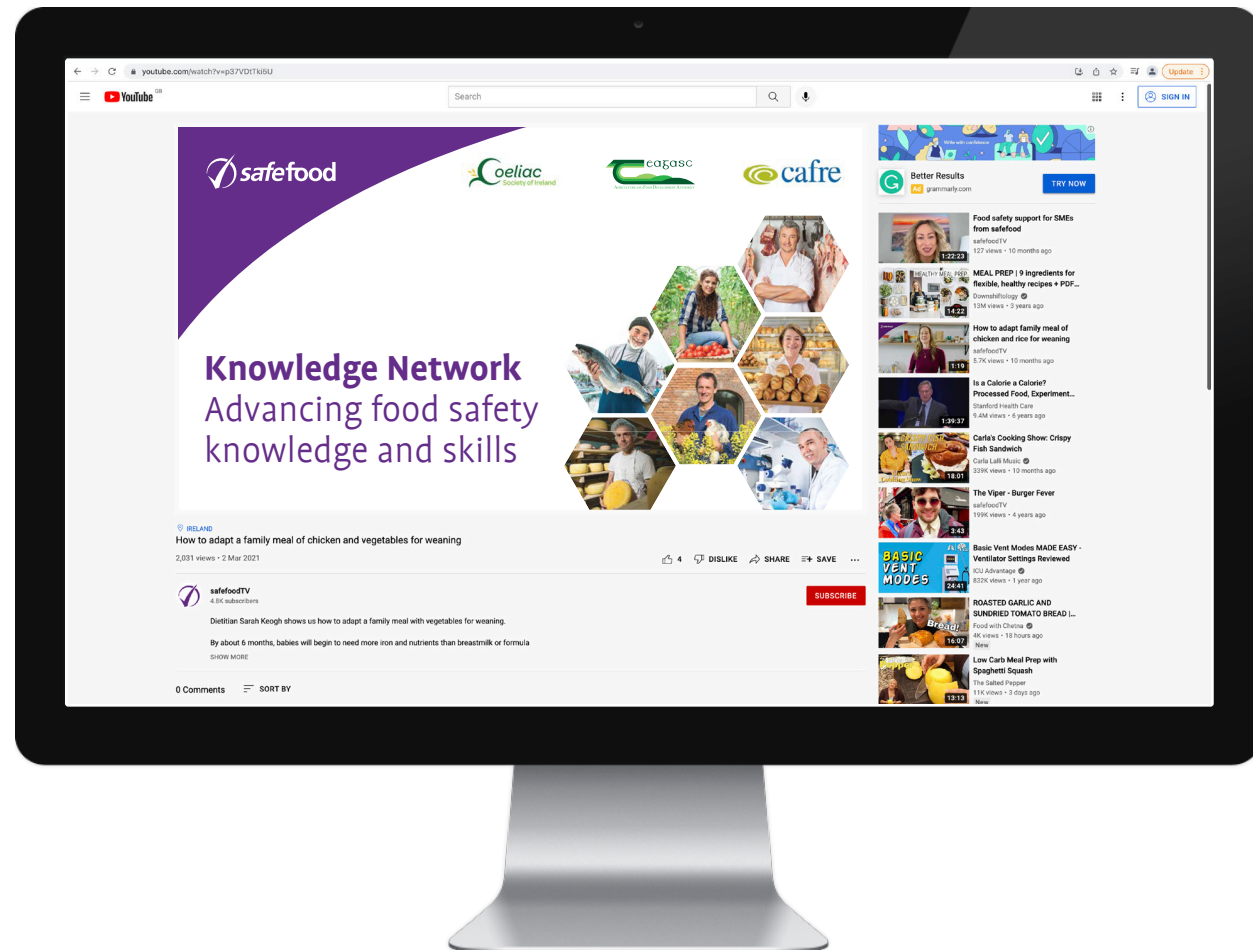 youtube.com/watch?v=p37VDtTki5U
Update
YouTube GB
Search
SIGN IN
safefood
Coeliac
Society of Ireland
Teagasc
cafre
Knowledge Network
Advancing food safety
knowledge and skills
IRELAND
How to adapt a family meal of chicken and vegetables for weaning
2,031 views • 2 Mar 2021
4 DISLIKE SHARE SAVE ...
safefoodTV
4.8K subscribers
SUBSCRIBE
Dietitian Sarah Keogh shows us how to adapt a family meal with vegetables for weaning.
By about 6 months, babies will begin to need more iron and nutrients than breastmilk or formula
SHOW MORE
0 Comments SORT BY
Write with confidence
Better Results
Ad grammarly.com
TRY NOW
1:22:23
Food safety support for SMEs
from safefood
safefoodTV
127 views • 10 months ago
HEALTHY MEAL PREP
14:22
MEAL PREP | 9 ingredients for
flexible, healthy recipes + PDF...
Downshiftology
13M views • 3 years ago
1:19
How to adapt family meal of
chicken and rice for weaning
safefoodTV
5.7K views • 10 months ago
1:39:37
Is a Calorie a Calorie?
Processed Food, Experiment...
Stanford Health Care
9.4M views • 6 years ago
18:01
Carla's Cooking Show: Crispy
Fish Sandwich
Carla Lalli Music
339K views • 10 months ago
3:43
The Viper - Burger Fever
safefoodTV
199K views • 4 years ago
BASIC
VENT
MODES
24:41
Basic Vent Modes MADE EASY -
Ventilator Settings Reviewed
ICU Advantage
832K views • 1 year ago
Bread!
16:07
ROASTED GARLIC AND
SUNDRIED TOMATO BREAD |...
Food with Chetna
4K views • 18 hours ago
New
13:13
Low Carb Meal Prep with
Spaghetti Squash
The Salted Pepper
11K views • 3 days ago
New